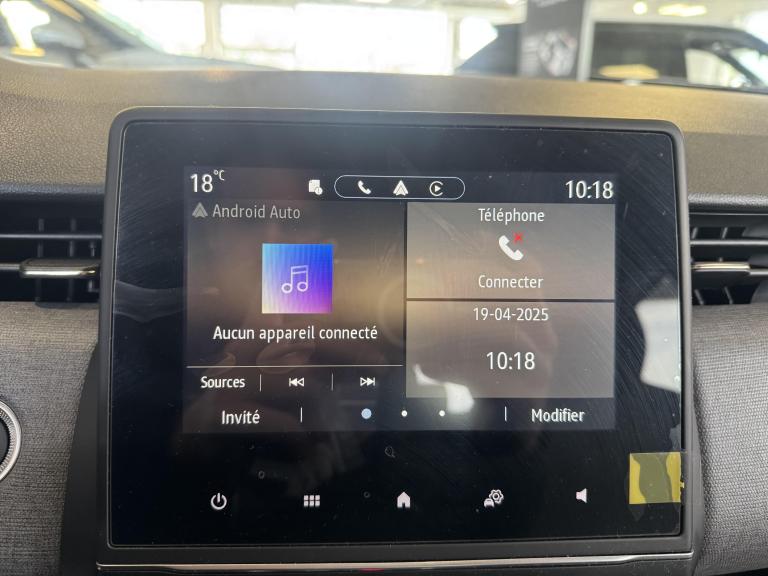 18°C
10:18
Android Auto
Aucun appareil connecté
Sources
Téléphone
Connecter
19-04-2025
10:18
Invité
Modifier